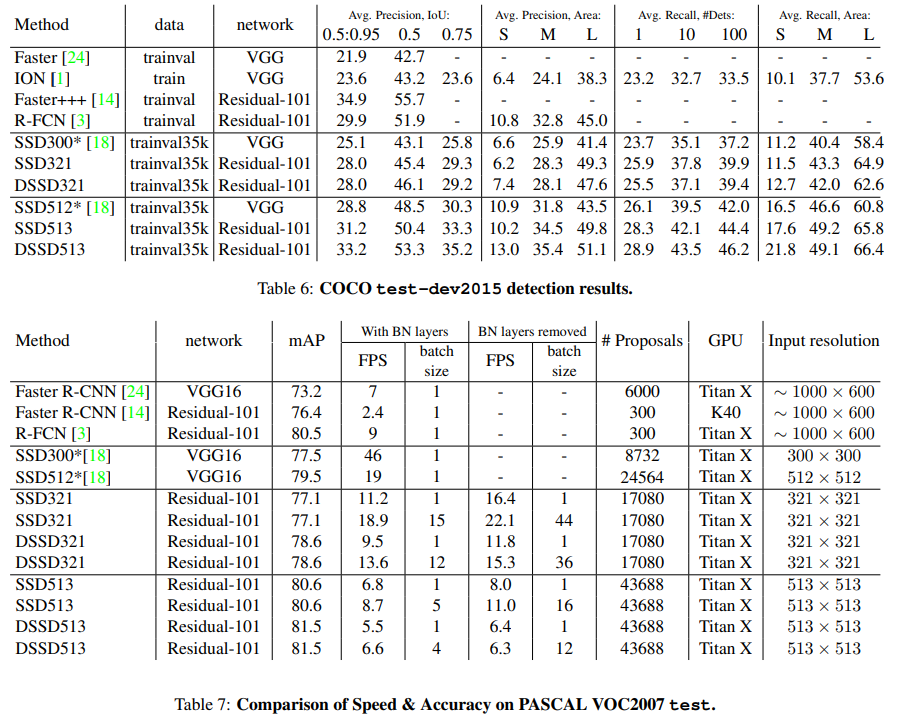 Method data network Avg. Precision, IoU: Avg. Precision, Area: Avg. Recall, #Dets: Avg. Recall, Area:
0.5:0.95 0.5 0.75 S M L 1 10 100 S M L
Faster [24] trainval VGG 21.9 42.7 - - - - - - - - - -
ION [1] train VGG 23.6 43.2 23.6 6.4 24.1 38.3 23.2 32.7 33.5 10.1 37.7 53.6
Faster+++ [14] trainval Residual-101 34.9 55.7 - - - - - - - - - -
R-FCN [3] trainval Residual-101 29.9 51.9 - 10.8 32.8 45.0 - - - - - -
SSD300* [18] trainval35k VGG 25.1 43.1 25.8 6.6 25.9 41.4 23.7 35.1 37.2 11.2 40.4 58.4
SSD321 trainval35k Residual-101 28.0 45.4 29.3 6.2 28.3 49.3 25.9 37.8 39.9 11.5 43.3 64.9
DSSD321 trainval35k Residual-101 28.0 46.1 29.2 7.4 28.1 47.6 25.5 37.1 39.4 12.7 42.0 62.6
SSD512* [18] trainval35k VGG 28.8 48.5 30.3 10.9 31.8 43.5 26.1 39.5 42.0 16.5 46.6 60.8
SSD513 trainval35k Residual-101 31.2 50.4 33.3 10.2 34.5 49.8 28.3 42.1 44.4 17.6 49.2 65.8
DSSD513 trainval35k Residual-101 33.2 53.3 35.2 13.0 35.4 51.1 28.9 43.5 46.2 21.8 49.1 66.4
Table 6: COCO test-dev2015 detection results.
Method network mAP With BN layers BN layers removed # Proposals GPU Input resolution
FPS batch size FPS batch size
Faster R-CNN [24] VGG16 73.2 7 1 - - 6000 Titan X ~ 1000 × 600
Faster R-CNN [14] Residual-101 76.4 2.4 1 - - 300 K40 ~ 1000 × 600
R-FCN [3] Residual-101 80.5 9 1 - - 300 Titan X ~ 1000 × 600
SSD300*[18] VGG16 77.5 46 1 - - 8732 Titan X 300 × 300
SSD512*[18] VGG16 79.5 19 1 - - 24564 Titan X 512 × 512
SSD321 Residual-101 77.1 11.2 1 16.4 1 17080 Titan X 321 × 321
SSD321 Residual-101 77.1 18.9 15 22.1 44 17080 Titan X 321 × 321
DSSD321 Residual-101 78.6 9.5 1 11.8 1 17080 Titan X 321 × 321
DSSD321 Residual-101 78.6 13.6 12 15.3 36 17080 Titan X 321 × 321
SSD513 Residual-101 80.6 6.8 1 8.0 1 43688 Titan X 513 × 513
SSD513 Residual-101 80.6 8.7 5 11.0 16 43688 Titan X 513 × 513
DSSD513 Residual-101 81.5 5.5 1 6.4 1 43688 Titan X 513 × 513
DSSD513 Residual-101 81.5 6.6 4 6.3 12 43688 Titan X 513 × 513
Table 7: Comparison of Speed & Accuracy on PASCAL VOC2007 test.